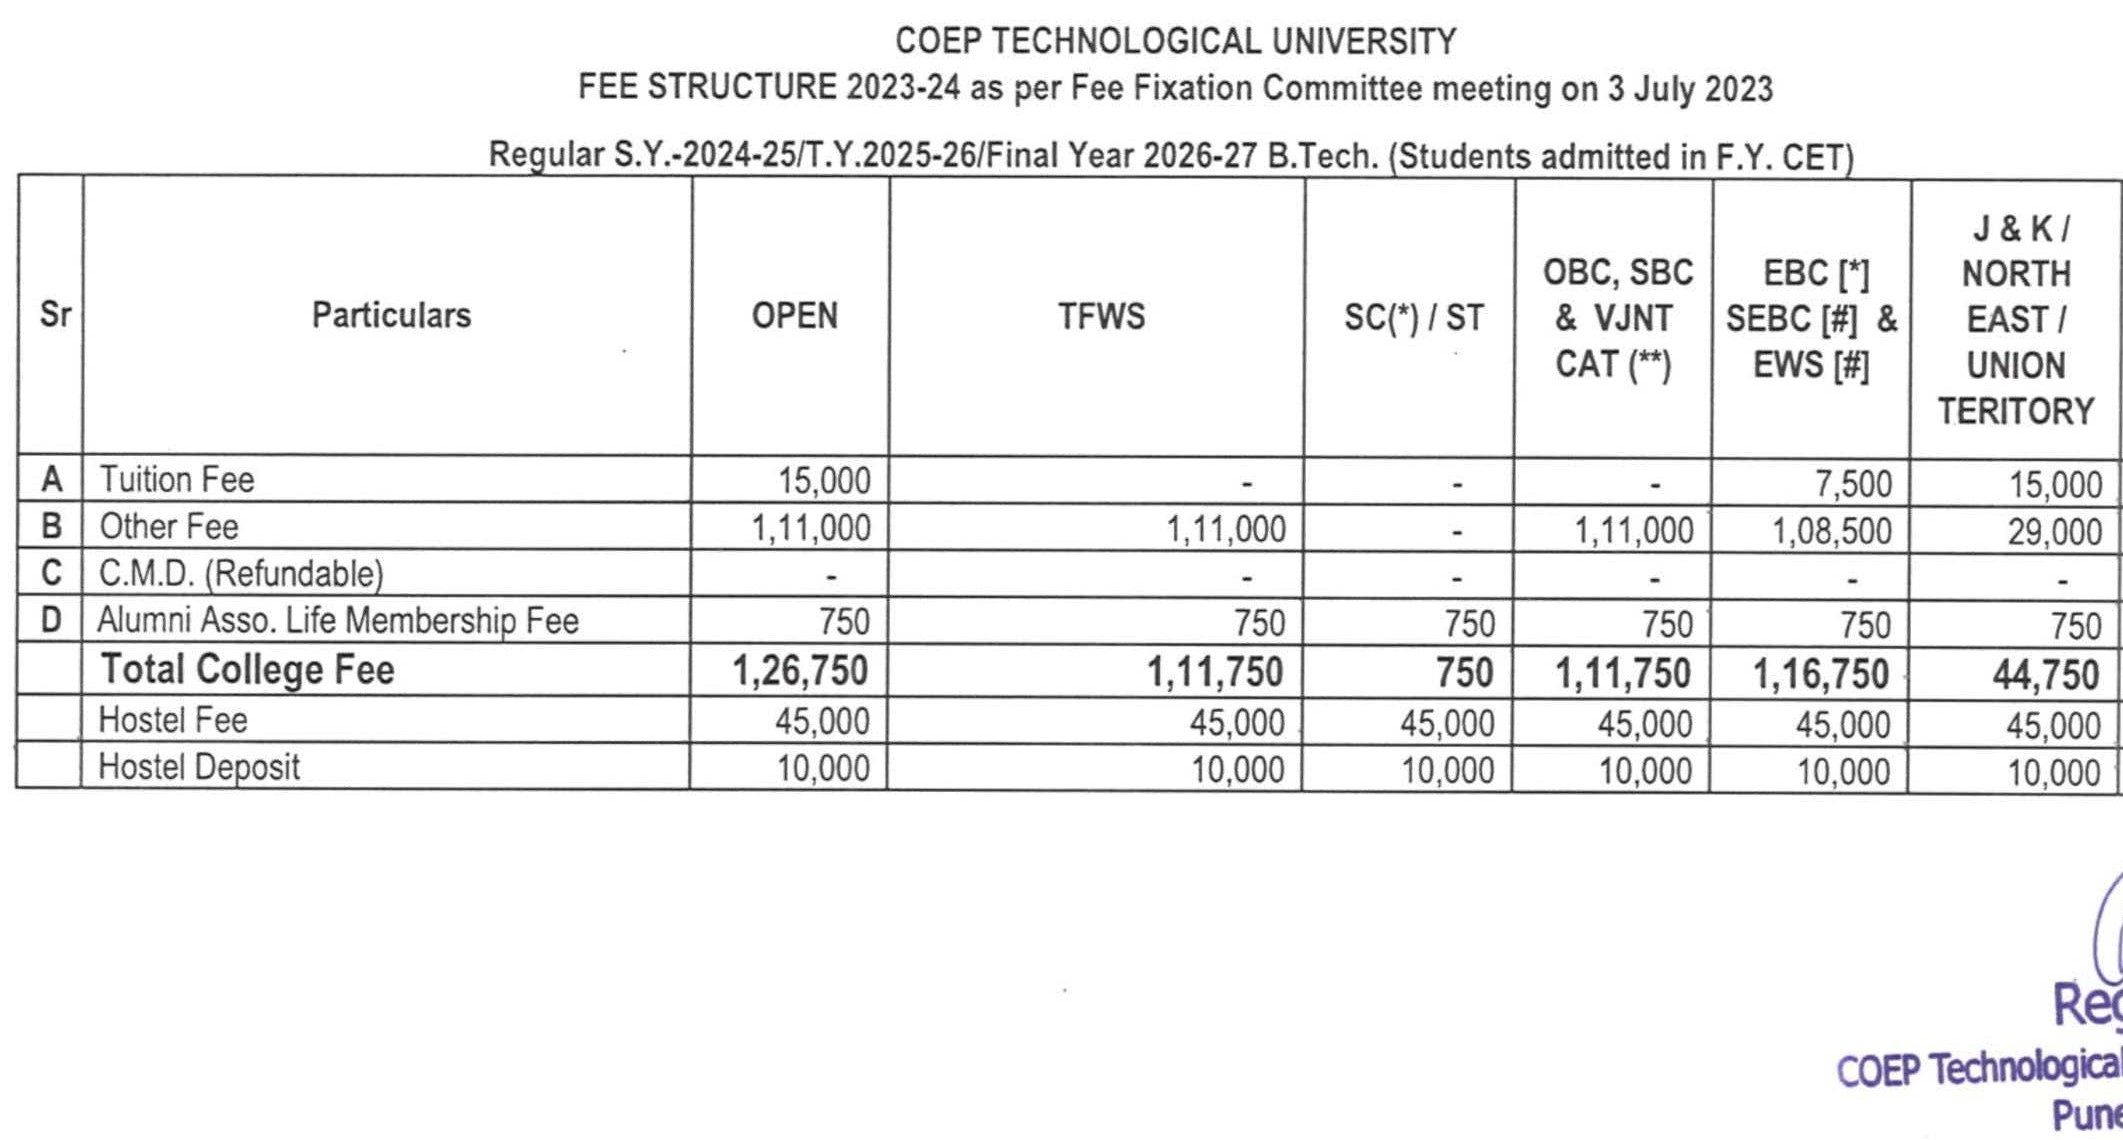 COEP TECHNOLOGICAL UNIVERSITY
FEE STRUCTURE 2023-24 as per Fee Fixation Committee meeting on 3 July 2023
Regular S.Y.-2024-25/T.Y.2025-26/Final Year 2026-27 B.Tech. (Students admitted in F.Y. CET)
Sr Particulars OPEN TFWS SC(*) / ST OBC, SBC & VJNT CAT (**) EBC [*] SEBC [#] & EWS [#] J & K / NORTH EAST / UNION TERITORY
A Tuition Fee 15,000 - - - 7,500 15,000
B Other Fee 1,11,000 1,11,000 - 1,11,000 1,08,500 29,000
C C.M.D. (Refundable) - - - - - -
D Alumni Asso. Life Membership Fee 750 750 750 750 750 750
Total College Fee 1,26,750 1,11,750 750 1,11,750 1,16,750 44,750
Hostel Fee 45,000 45,000 45,000 45,000 45,000 45,000
Hostel Deposit 10,000 10,000 10,000 10,000 10,000 10,000
COEP Technological
Pune